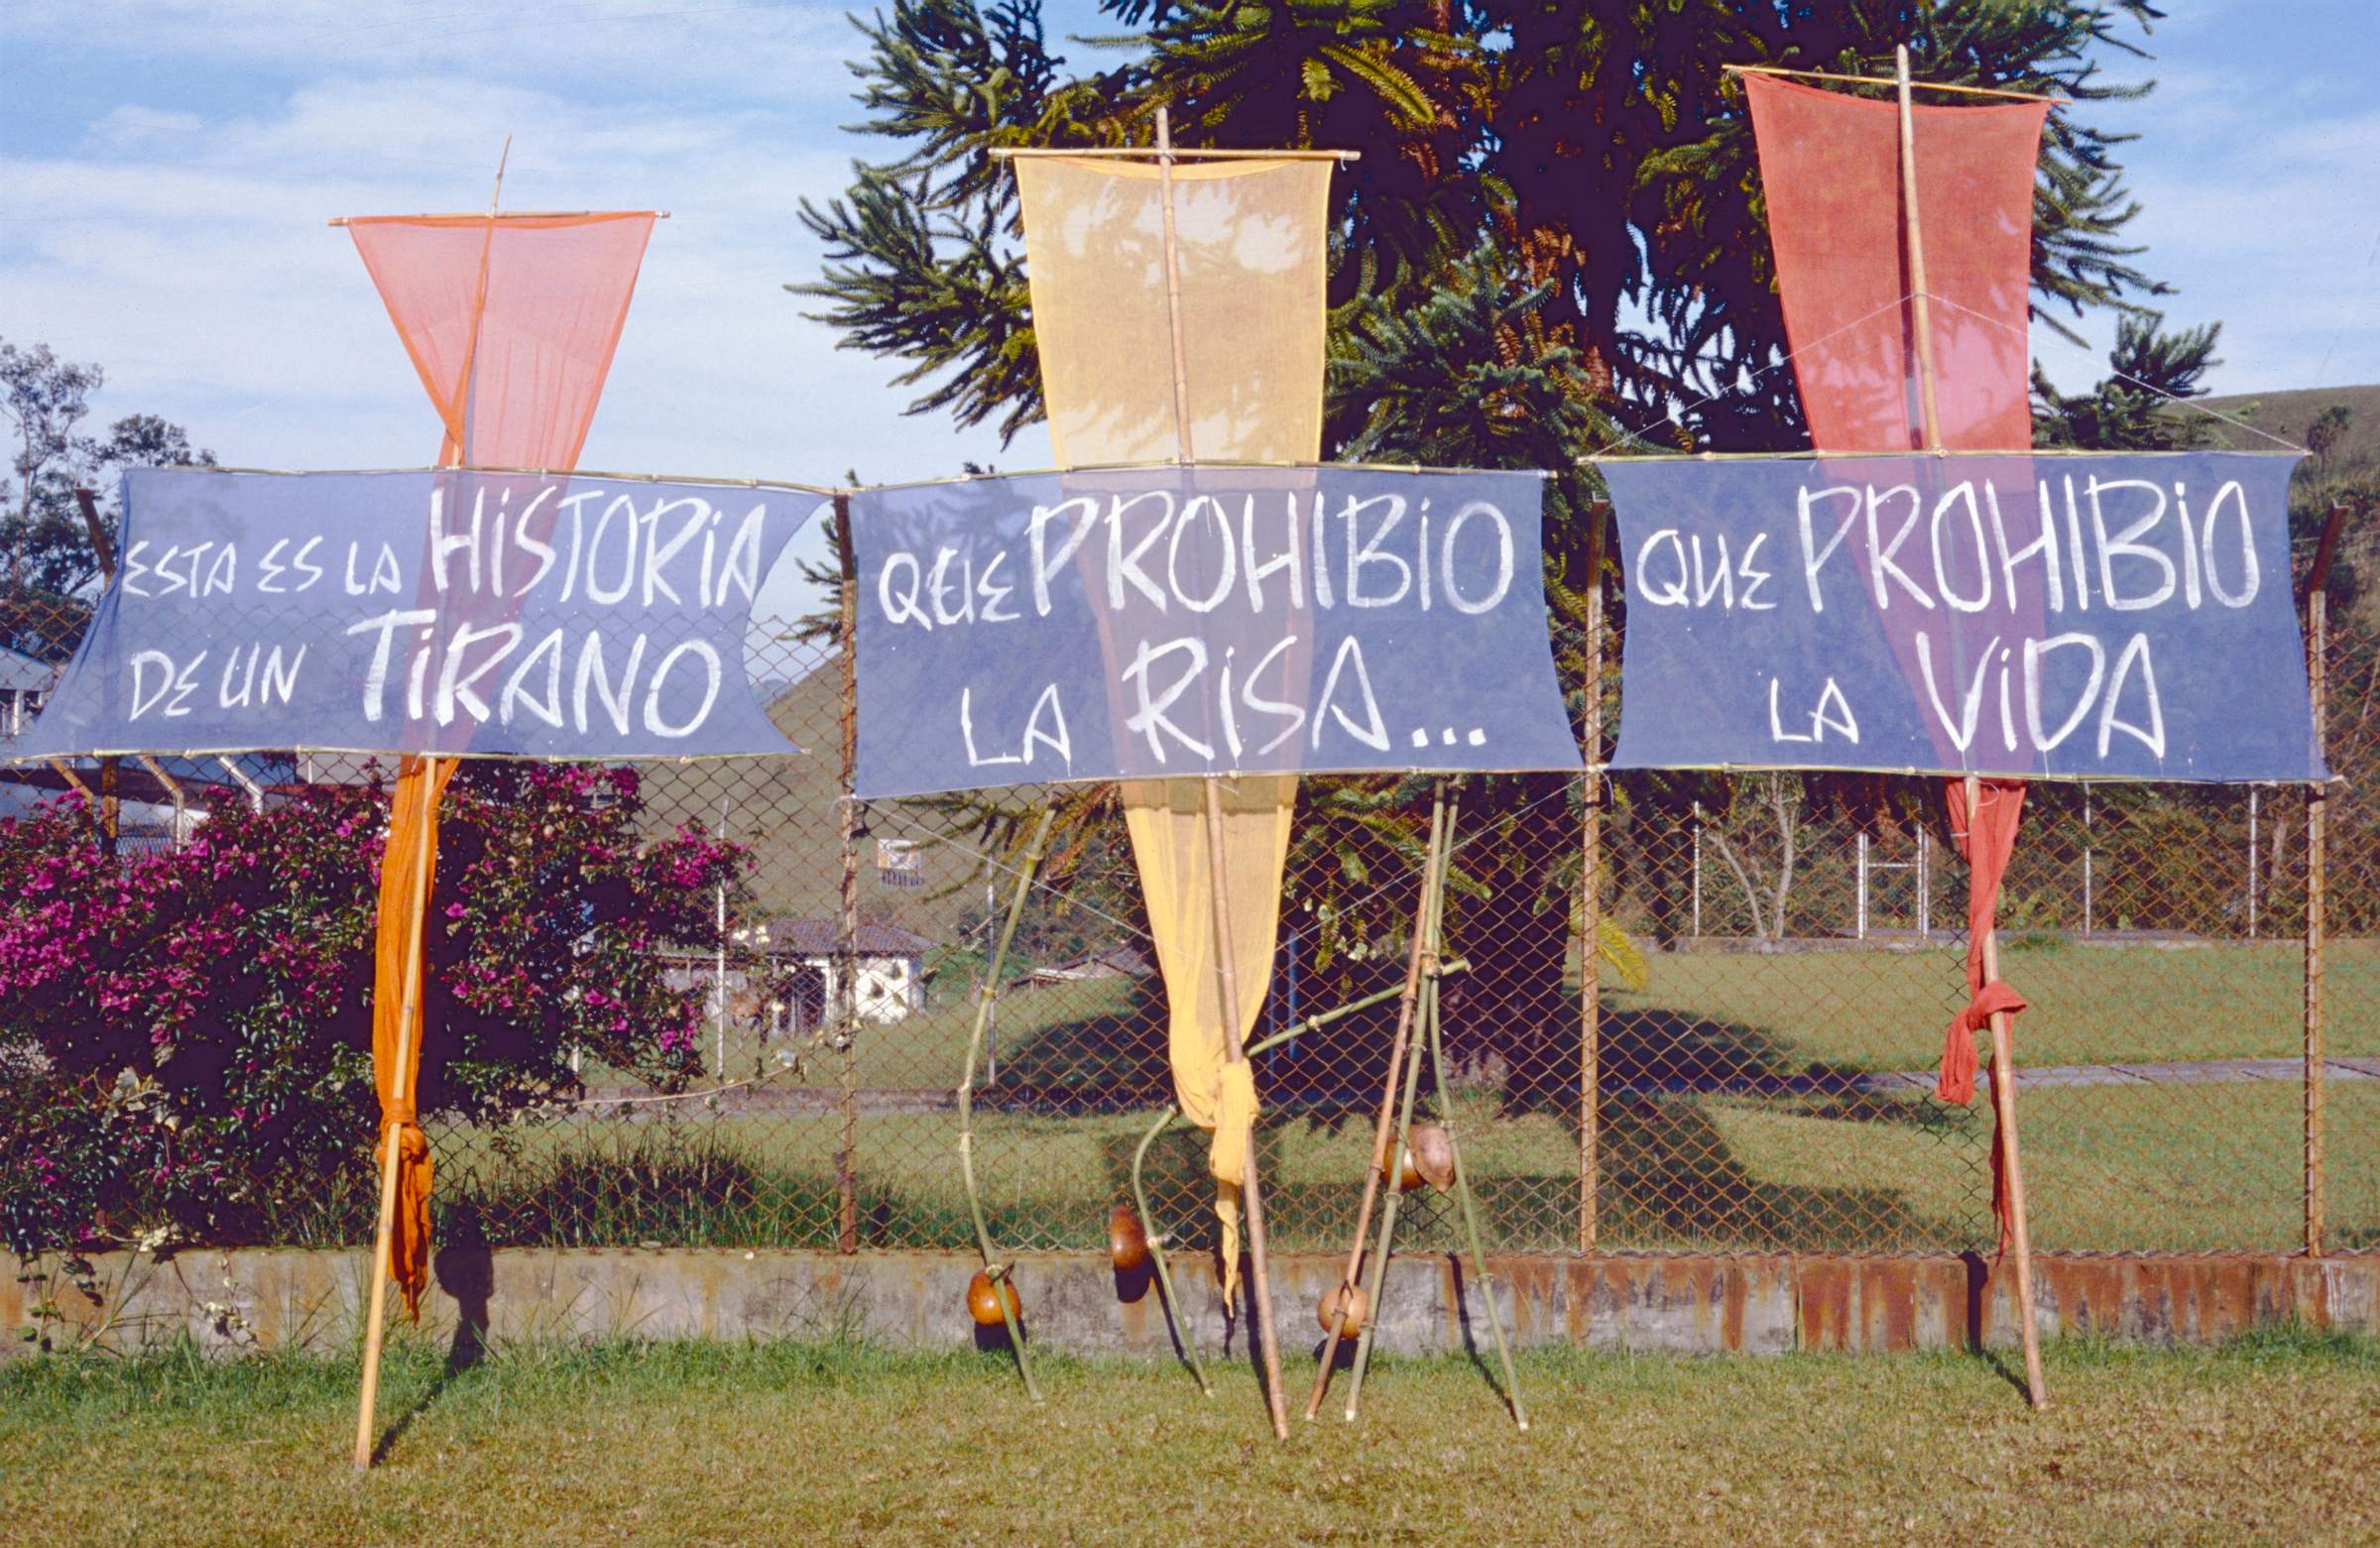 ESTA ES LA HiSTORiA
DE UN TiRANO
QUE PROHIBiO
LA RiSA...
QUE PROHIBiO
LA ViDA